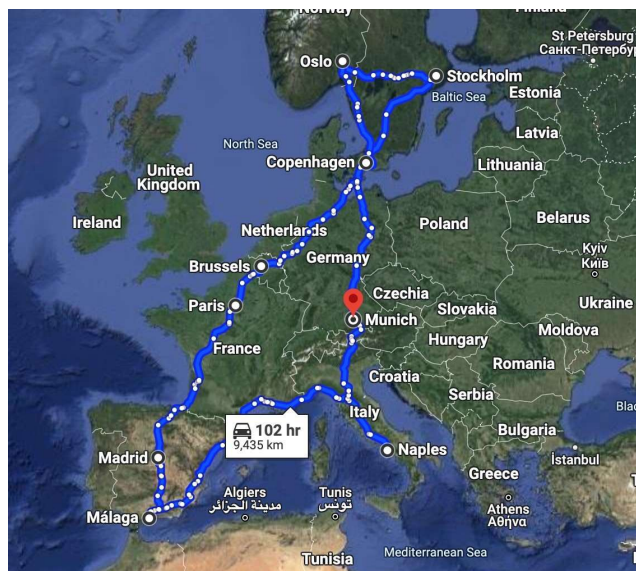 Norway
Finland
St Petersburg
Oslo
Stockholm
Baltic Sea
Estonia
North Sea
Latvia
Copenhagen
Lithuania
United
Kingdom
Ireland
Netherlands
Poland
Belarus
Germany
Kyiv
Київ
Brussels
Czechia
Paris
Munich
Slovakia
Ukraine
France
Hungary
Moldova
Romania
Croatia
Serbia
Italy
102 hr
9,435 km
Bulgaria
Naples
İstanbul
Madrid
Greece
Algiers
مدينة الجزائر
Tunis
تونس
Athens
Αθήνα
Málaga
Mediterranean Sea
Tunisia